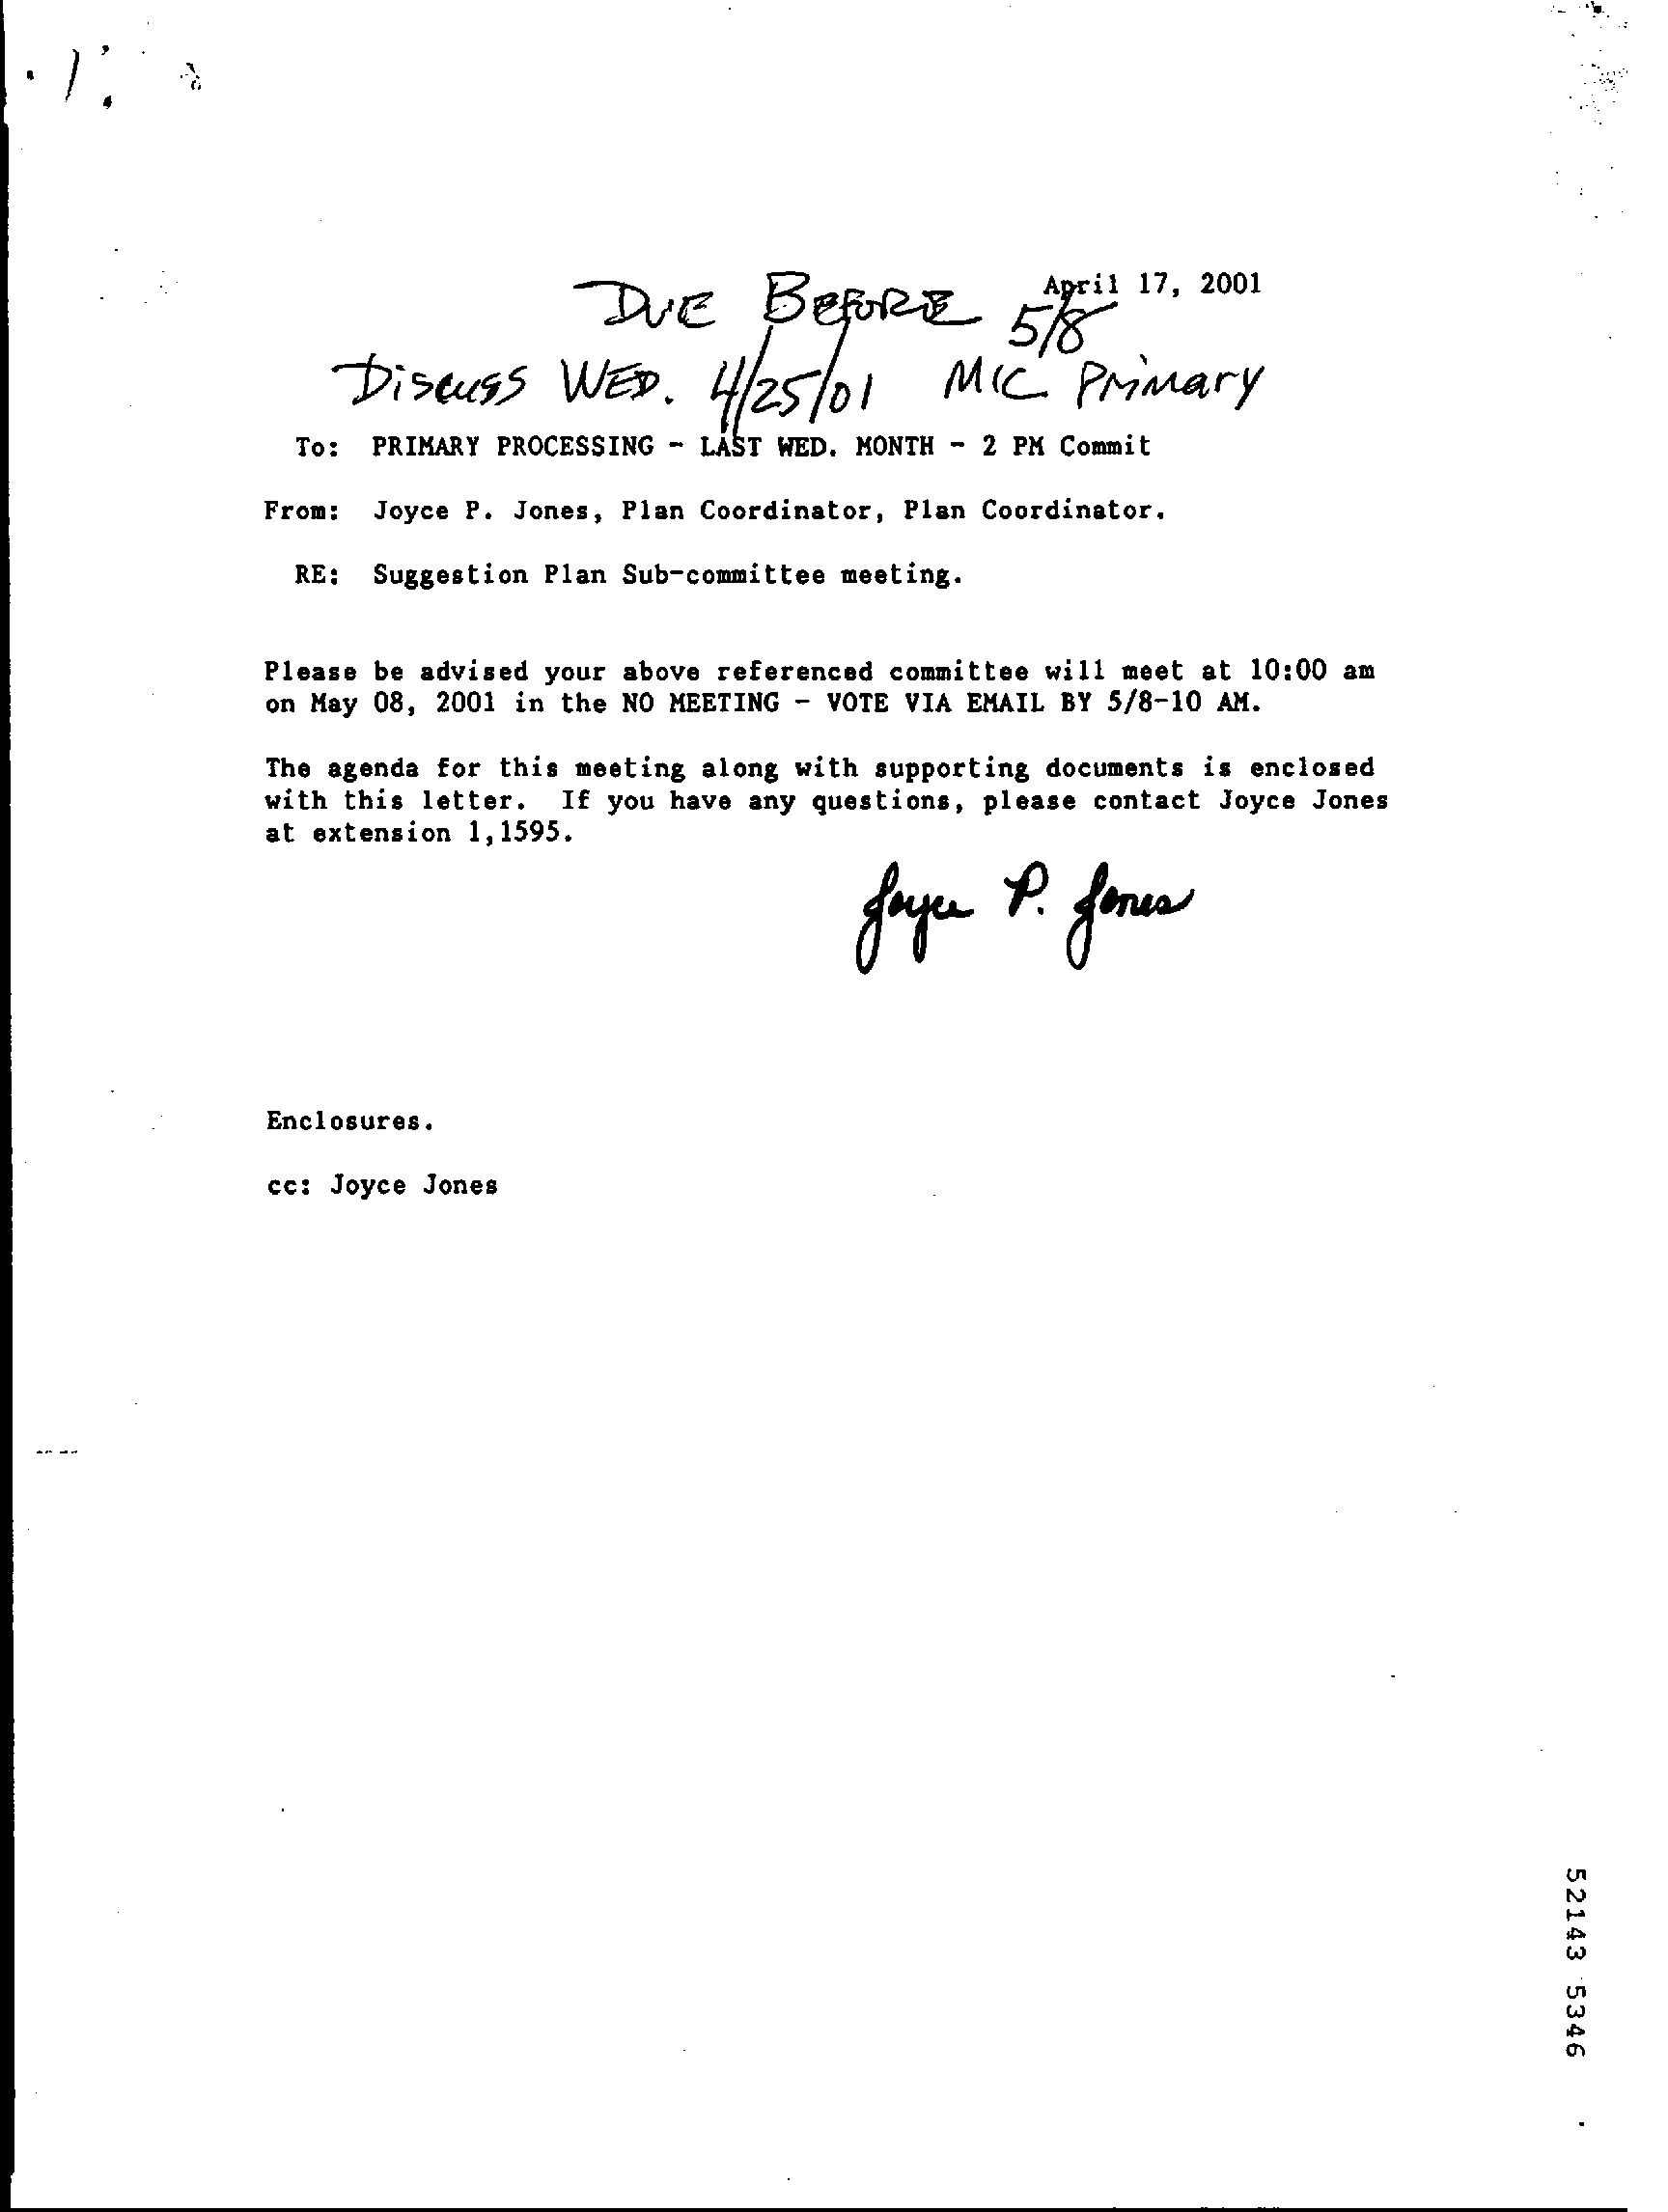 April 17, 2001
DUE BEFORE 5/8
Discuss WED. 4/25/01 MIC Primary
To: PRIMARY PROCESSING - LAST WED. MONTH - 2 PM Commit
From: Joyce P. Jones, Plan Coordinator, Plan Coordinator.
RE: Suggestion Plan Sub-committee meeting.
Please be advised your above referenced committee will meet at 10:00 am
on May 08, 2001 in the NO MEETING - VOTE VIA EMAIL BY 5/8-10 AM.
The agenda for this meeting along with supporting documents is enclosed
with this letter. If you have any questions, please contact Joyce Jones
at extension 1,1595.
Joyce P. Jones
Enclosures.
cc: Joyce Jones
52143 5346